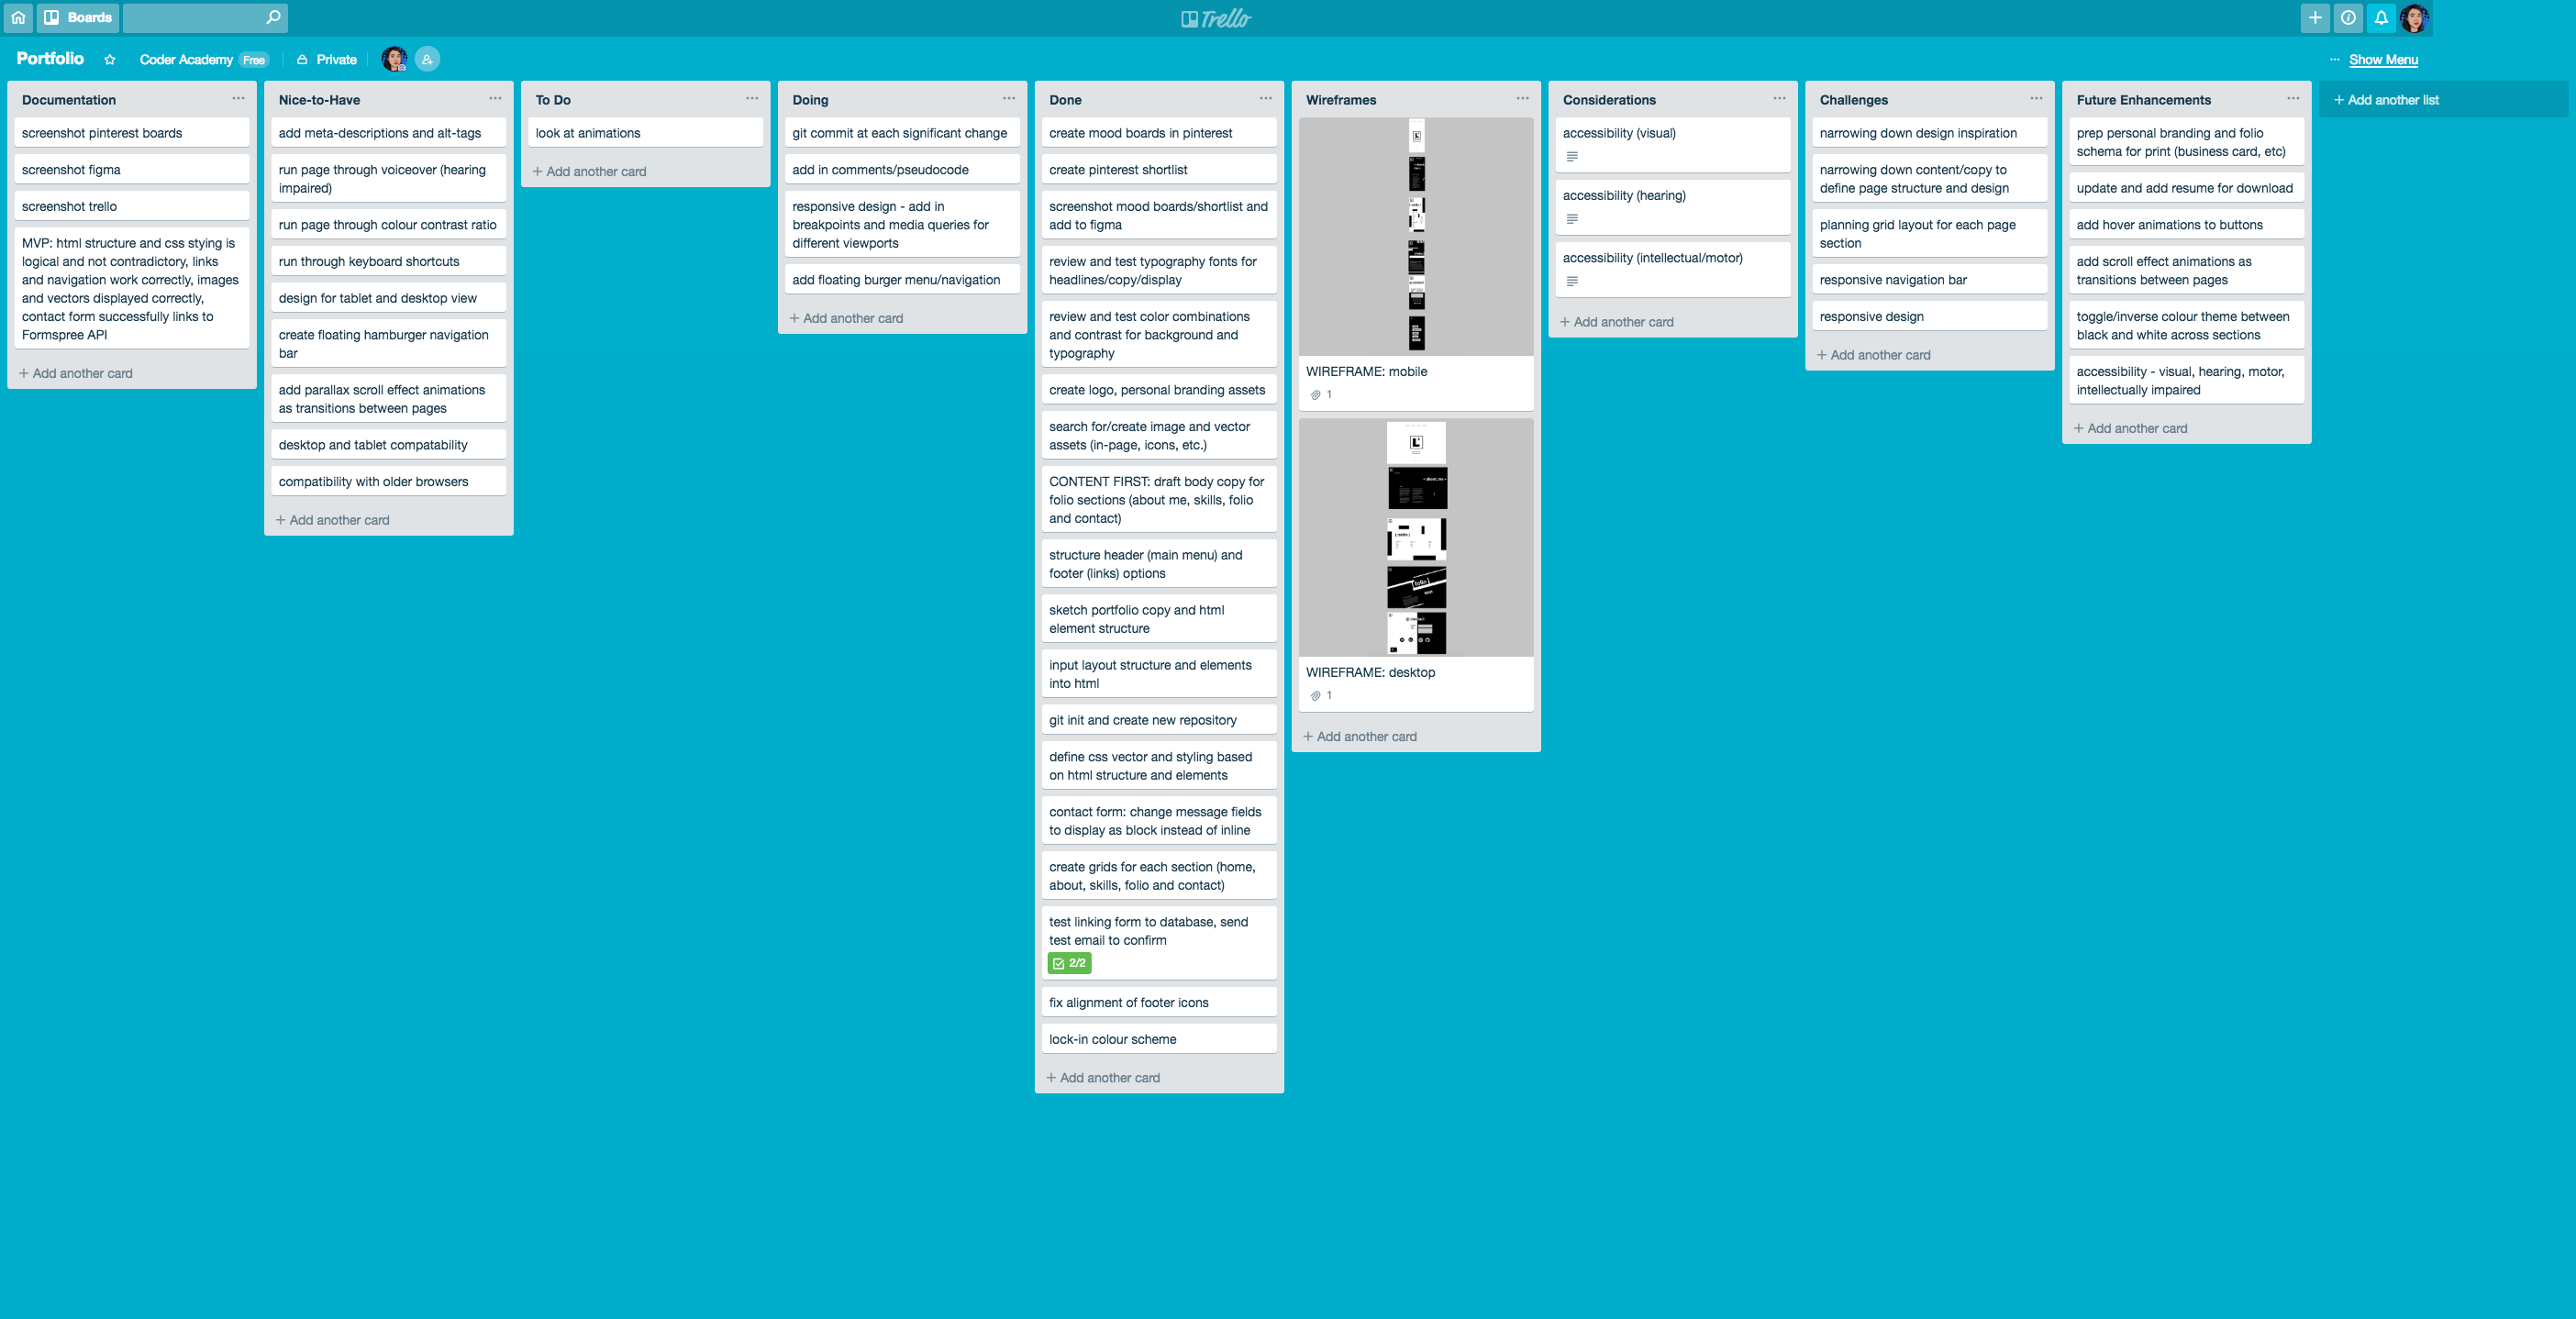 Boards
Trello
Portfolio
Coder Academy Free
Private
Show Menu
Documentation
screenshot pinterest boards
screenshot figma
screenshot trello
MVP: html structure and css stying is
logical and not contradictory, links
and navigation work correctly, images
and vectors displayed correctly,
contact form successfully links to
Formspree API
+ Add another card
Nice-to-Have
add meta-descriptions and alt-tags
run page through voiceover (hearing
impaired)
run page through colour contrast ratio
run through keyboard shortcuts
design for tablet and desktop view
create floating hamburger navigation
bar
add parallax scroll effect animations
as transitions between pages
desktop and tablet compatability
compatibility with older browsers
+ Add another card
To Do
look at animations
+ Add another card
Doing
git commit at each significant change
add in comments/pseudocode
responsive design - add in
breakpoints and media queries for
different viewports
add floating burger menu/navigation
+ Add another card
Done
create mood boards in pinterest
create pinterest shortlist
screenshot mood boards/shortlist and
add to figma
review and test typography fonts for
headlines/copy/display
review and test color combinations
and contrast for background and
typography
create logo, personal branding assets
search for/create image and vector
assets (in-page, icons, etc.)
CONTENT FIRST: draft body copy for
folio sections (about me, skills, folio
and contact)
structure header (main menu) and
footer (links) options
sketch portfolio copy and html
element structure
input layout structure and elements
into html
git init and create new repository
define css vector and styling based
on html structure and elements
contact form: change message fields
to display as block instead of inline
create grids for each section (home,
about, skills, folio and contact)
test linking form to database, send
test email to confirm
2/2
fix alignment of footer icons
lock-in colour scheme
+ Add another card
Wireframes
WIREFRAME: mobile
1
WIREFRAME: desktop
1
+ Add another card
Considerations
accessibility (visual)
accessibility (hearing)
accessibility (intellectual/motor)
+ Add another card
Challenges
narrowing down design inspiration
narrowing down content/copy to
define page structure and design
planning grid layout for each page
section
responsive navigation bar
responsive design
+ Add another card
Future Enhancements
prep personal branding and folio
schema for print (business card, etc)
update and add resume for download
add hover animations to buttons
add scroll effect animations as
transitions between pages
toggle/inverse colour theme between
black and white across sections
accessibility - visual, hearing, motor,
intellectually impaired
+ Add another card
+ Add another list